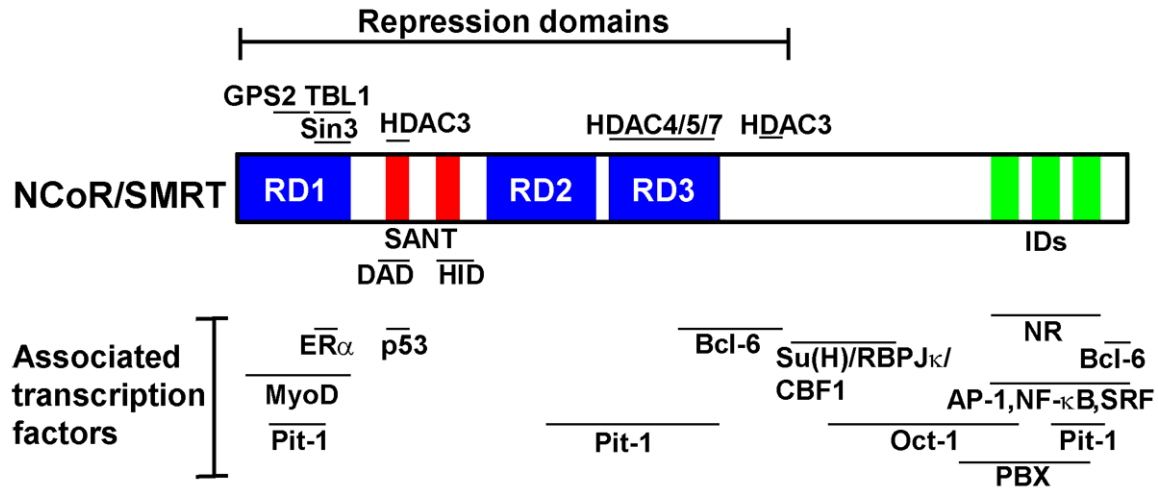 Repression domains
GPS2 TBL1
Sin3 HDAC3 HDAC4/5/7 HDAC3
NCoR/SMRT RD1 RD2 RD3
SANT IDs
DAD HID
Associated transcription factors
ERα p53 Bcl-6 NR
Su(H)/RBPJκ/ Bcl-6
CBF1
MyoD AP-1,NF-κB,SRF
Pit-1 Pit-1 Oct-1 Pit-1
PBX